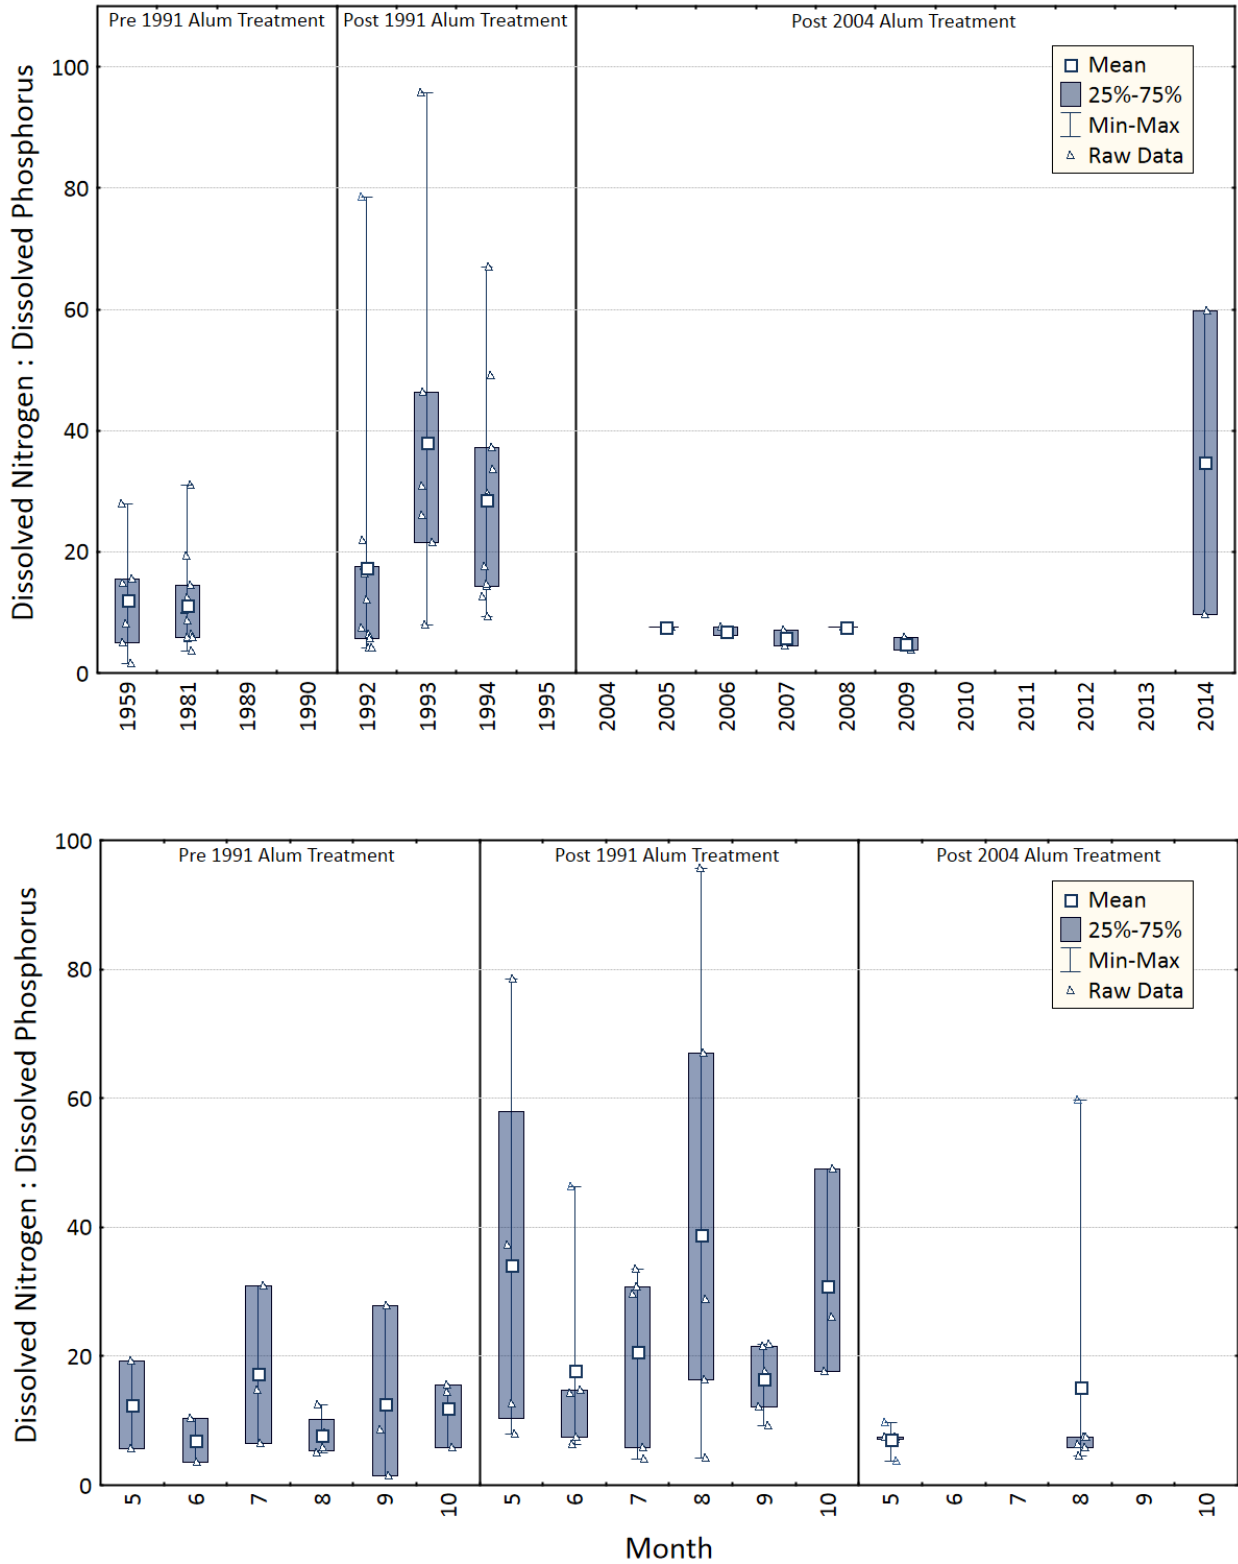 Pre 1991 Alum Treatment Post 1991 Alum Treatment Post 2004 Alum Treatment
Dissolved Nitrogen : Dissolved Phosphorus
100
80
60
40
20
0
Mean
25%-75%
Min-Max
Raw Data
1959 1981 1989 1990 1992 1993 1994 1995 2004 2005 2006 2007 2008 2009 2010 2011 2012 2013 2014
Pre 1991 Alum Treatment Post 1991 Alum Treatment Post 2004 Alum Treatment
Dissolved Nitrogen : Dissolved Phosphorus
100
80
60
40
20
0
Mean
25%-75%
Min-Max
Raw Data
5 6 7 8 9 10 5 6 7 8 9 10 5 6 7 8 9 10
Month